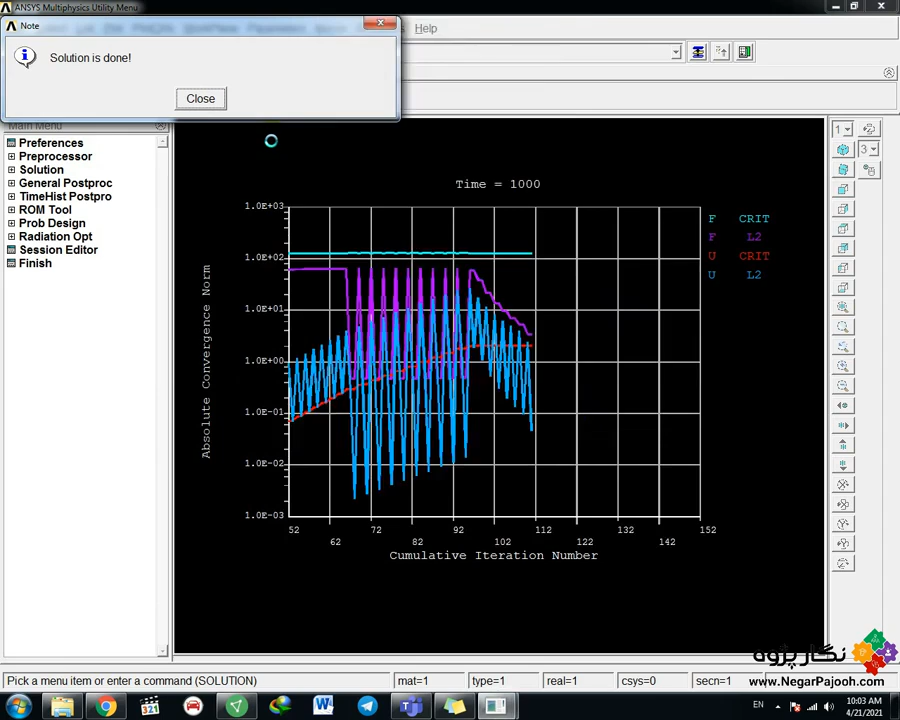 ANSYS Multiphysics Utility Menu
Note
Help
Solution is done!
Close
Main Menu
Preferences
Preprocessor
Solution
General Postproc
TimeHist Postpro
ROM Tool
Prob Design
Radiation Opt
Session Editor
Finish
1
3
Time = 1000
1.0E+03
1.0E+02
1.0E+01
1.0E+00
1.0E-01
1.0E-02
1.0E-03
Absolute Convergence Norm
F CRIT
F L2
U CRIT
U L2
52 72 92 112 132 152
62 82 102 122 142
Cumulative Iteration Number
نگار پژوه
www.NegarPajooh.com
Pick a menu item or enter a command (SOLUTION)
mat=1
type=1
real=1
csys=0
secn=1
321
W
EN
10:03 AM
4/21/2021